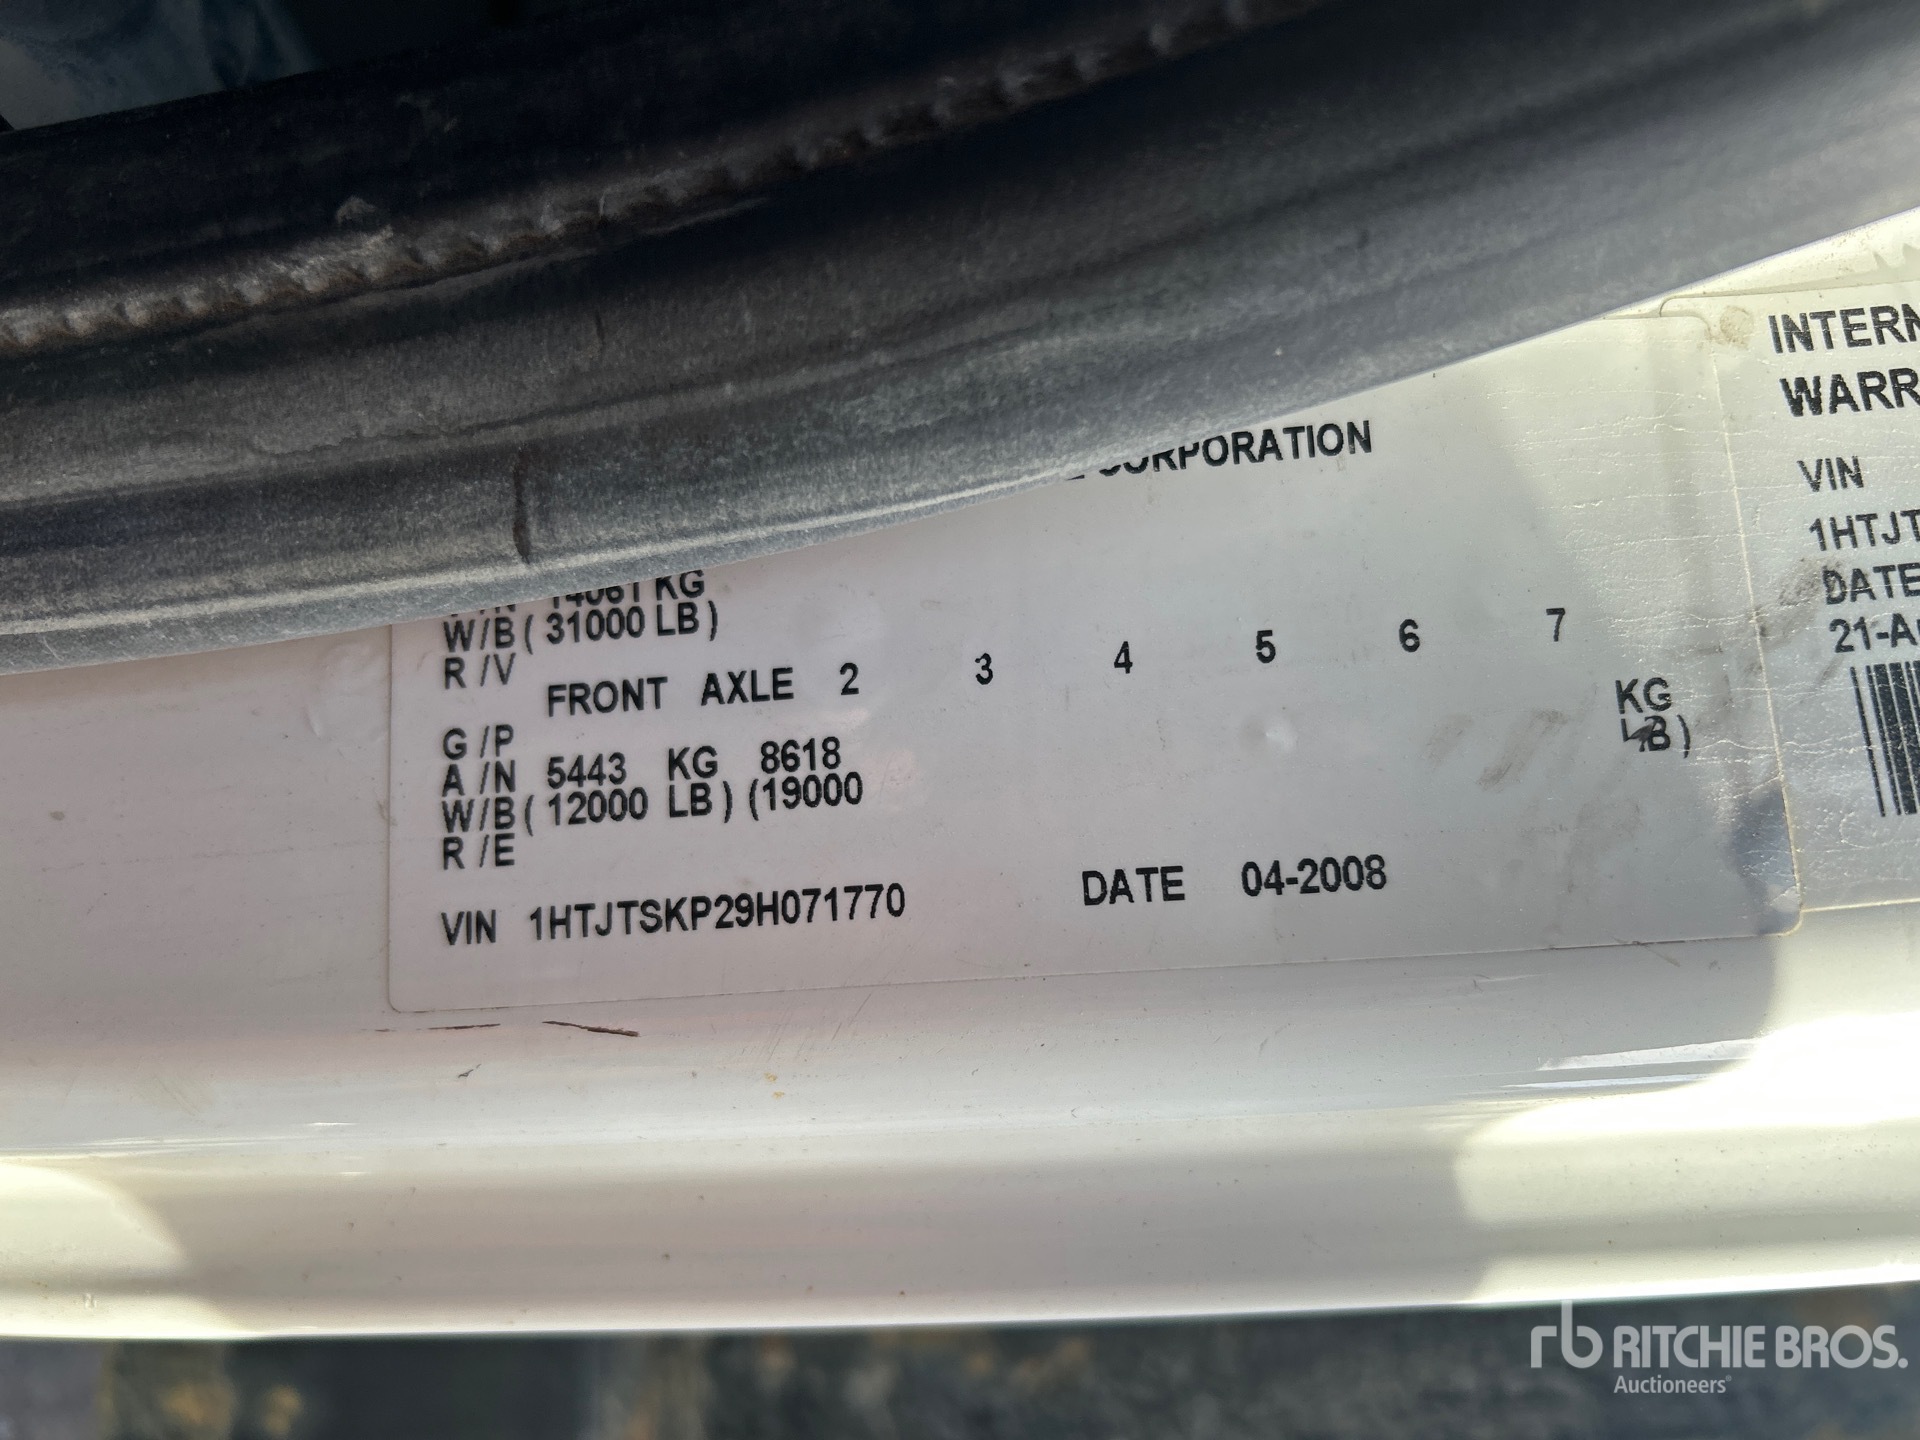 CORPORATION
14061 KG
W/B ( 31000 LB )
R /V
FRONT AXLE 2 3 4 5 6 7
G /P
A /N 5443 KG 8618 KG
W/B ( 12000 LB ) (19000 LB )
R /E
VIN 1HTJTSKP29H071770 DATE 04-2008
INTERN
WARR
VIN
1HTJT
DATE
21-A
rb RITCHIE BROS.
Auctioneers